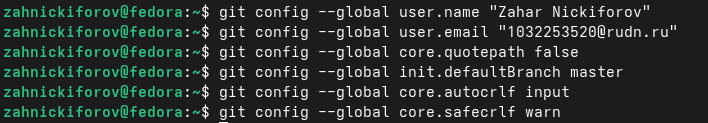 zahnickiforov@fedora:~$ git config --global user.name "Zahar Nickiforov"
zahnickiforov@fedora:~$ git config --global user.email "1032253520@rudn.ru"
zahnickiforov@fedora:~$ git config --global core.quotepath false
zahnickiforov@fedora:~$ git config --global init.defaultBranch master
zahnickiforov@fedora:~$ git config --global core.autocrlf input
zahnickiforov@fedora:~$ git config --global core.safecrlf warn